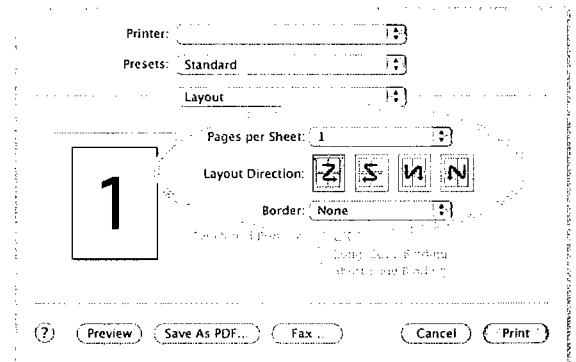 Printer:
Presets: Standard
Layout
Pages per Sheet: 1
Layout Direction:
Border: None
1
? Preview Save As PDF... Fax... Cancel Print